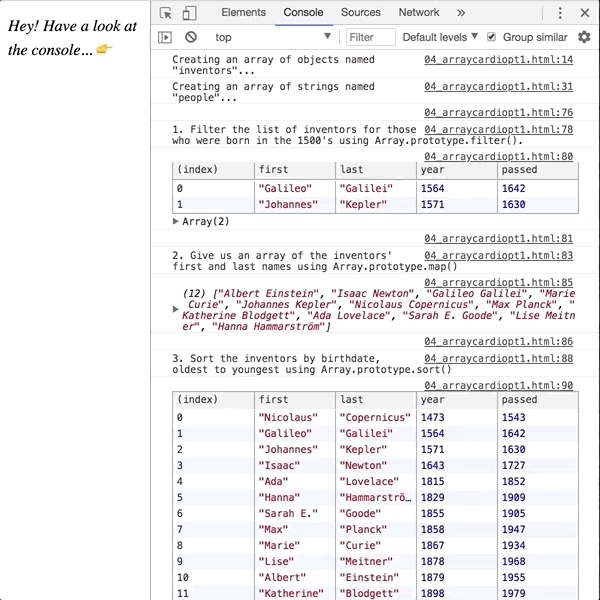 Hey! Have a look at
the console...👉
Elements Console Sources Network »
top Filter Default levels ▼ Group similar
Creating an array of objects named 04_arraycardiopt1.html:14
"inventors"...
Creating an array of strings named 04_arraycardiopt1.html:31
"people"...
04_arraycardiopt1.html:76
1. Filter the list of inventors for those 04_arraycardiopt1.html:78
who were born in the 1500's using Array.prototype.filter().
04_arraycardiopt1.html:80
(index) first last year passed
0 "Galileo" "Galilei" 1564 1642
1 "Johannes" "Kepler" 1571 1630
▶ Array(2)
04_arraycardiopt1.html:81
2. Give us an array of the inventors' 04_arraycardiopt1.html:83
first and last names using Array.prototype.map()
04_arraycardiopt1.html:85
(12) ["Albert Einstein", "Isaac Newton", "Galileo Galilei", "Marie
Curie", "Johannes Kepler", "Nicolaus Copernicus", "Max Planck", "
Katherine Blodgett", "Ada Lovelace", "Sarah E. Goode", "Lise Meitn
er", "Hanna Hammarström"]
04_arraycardiopt1.html:86
3. Sort the inventors by birthdate, 04_arraycardiopt1.html:88
oldest to youngest using Array.prototype.sort()
04_arraycardiopt1.html:90
(index) first last year passed
0 "Nicolaus" "Copernicus" 1473 1543
1 "Galileo" "Galilei" 1564 1642
2 "Johannes" "Kepler" 1571 1630
3 "Isaac" "Newton" 1643 1727
4 "Ada" "Lovelace" 1815 1852
5 "Hanna" "Hammarströ… 1829 1909
6 "Sarah E." "Goode" 1855 1905
7 "Max" "Planck" 1858 1947
8 "Marie" "Curie" 1867 1934
9 "Lise" "Meitner" 1878 1968
10 "Albert" "Einstein" 1879 1955
11 "Katherine" "Blodgett" 1898 1979